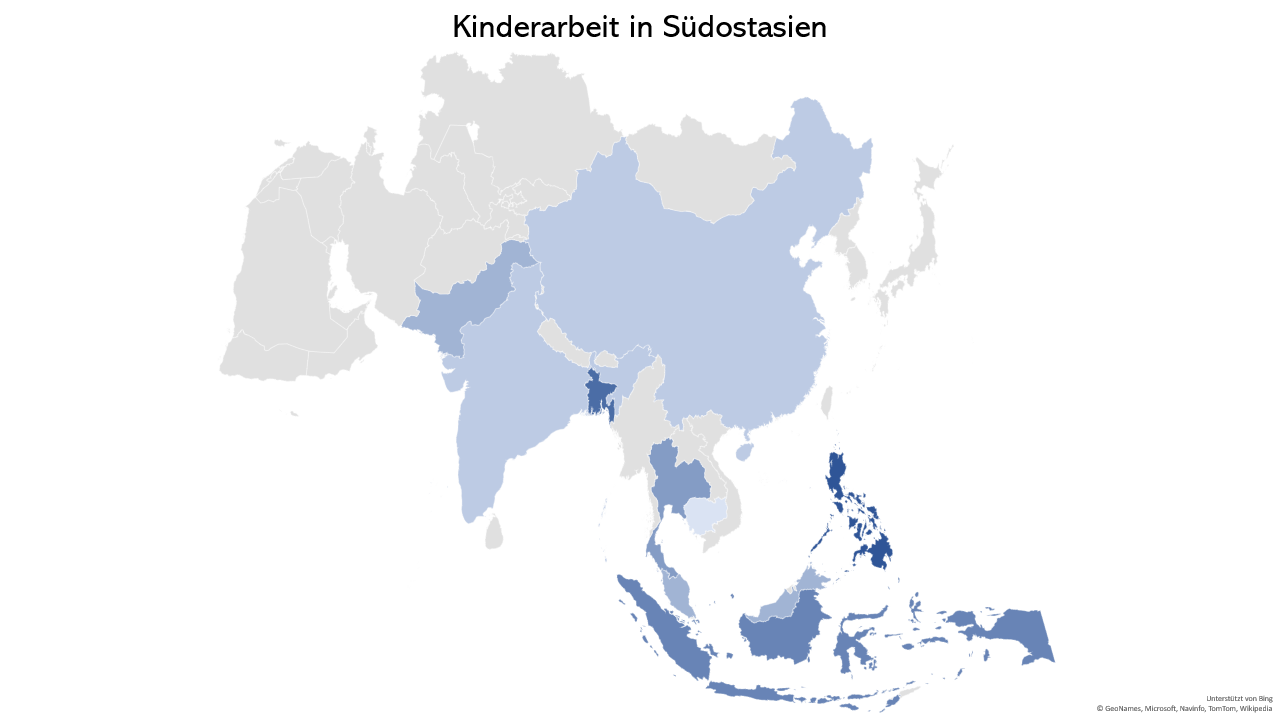 Kinderarbeit in Südostasien
Unterstützt von Bing
© GeoNames, Microsoft, Navinfo, TomTom, Wikipedia